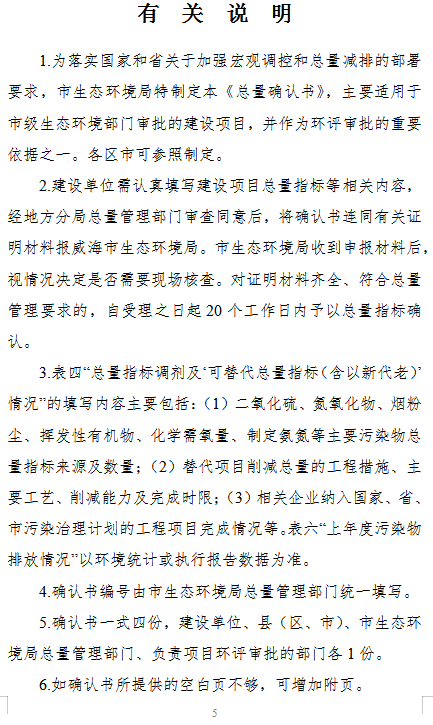 有 关 说 明
1.为落实国家和省关于加强宏观调控和总量减排的部署
要求，市生态环境局特制定本《总量确认书》，主要适用于
市级生态环境部门审批的建设项目，并作为环评审批的重要
依据之一。各区市可参照制定。
2.建设单位需认真填写建设项目总量指标等相关内容，
经地方分局总量管理部门审查同意后，将确认书连同有关证
明材料报威海市生态环境局。市生态环境局收到申报材料后，
视情况决定是否需要现场核查。对证明材料齐全、符合总量
管理要求的，自受理之日起 20 个工作日内予以总量指标确
认。
3.表四“总量指标调剂及‘可替代总量指标（含以新代老）’
情况”的填写内容主要包括：（1）二氧化硫、氮氧化物、烟粉
尘、挥发性有机物、化学需氧量、制定氨氮等主要污染物总
量指标来源及数量；（2）替代项目削减总量的工程措施、主
要工艺、削减能力及完成时限；（3）相关企业纳入国家、省、
市污染治理计划的工程项目完成情况等。表六“上年度污染物
排放情况”以环境统计或执行报告数据为准。
4.确认书编号由市生态环境局总量管理部门统一填写。
5.确认书一式四份，建设单位、县（区、市）、市生态环
境局总量管理部门、负责项目环评审批的部门各 1 份。
6.如确认书所提供的空白页不够，可增加附页。
5